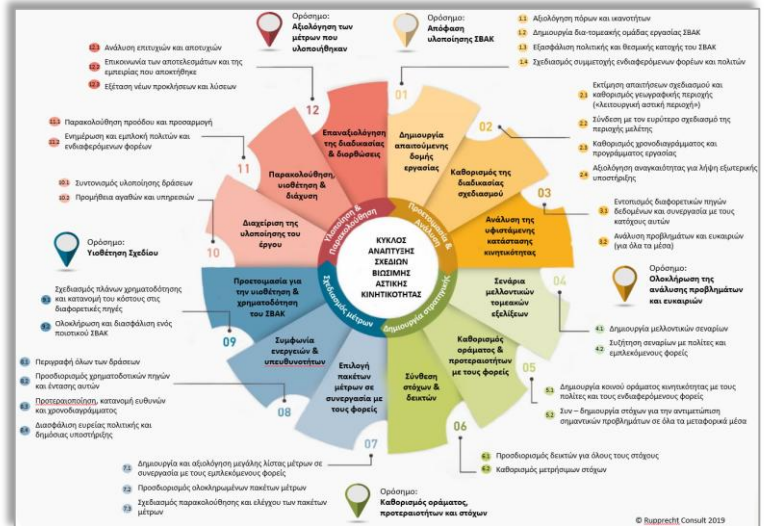 Ορόσημο:
Αξιολόγηση των
μέτρων που
υλοποιήθηκαν
Ορόσημο:
Απόφαση
υλοποίησης ΣΒΑΚ
1.1 Αξιολόγηση πόρων και ικανοτήτων
1.2 Δημιουργία δια-τομεακής ομάδας εργασίας ΣΒΑΚ
1.3 Εξασφάλιση πολιτικής και θεσμικής κατοχής του ΣΒΑΚ
1.4 Σχεδιασμός συμμετοχής ενδιαφερόμενων φορέων και πολιτών
12.1 Ανάλυση επιτυχιών και αποτυχιών
12.2 Επικοινωνία των αποτελεσμάτων και της
εμπειρίας που αποκτήθηκε
12.3 Εξέταση νέων προκλήσεων και λύσεων
2.1 Εκτίμηση απαιτήσεων σχεδιασμού και
καθορισμός γεωγραφικής περιοχής
(«λειτουργική αστική περιοχή»)
2.2 Σύνδεση με τον ευρύτερο σχεδιασμό της
περιοχής μελέτης
2.3 Καθορισμός χρονοδιαγράμματος και
προγράμματος εργασίας
2.4 Αξιολόγηση αναγκαιότητας για λήψη εξωτερικής
υποστήριξης
11.1 Παρακολούθηση προόδου και προσαρμογή
11.2 Ενημέρωση και εμπλοκή πολιτών και
ενδιαφερόμενων φορέων
10.1 Συντονισμός υλοποίησης δράσεων
10.2 Προμήθεια αγαθών και υπηρεσιών
3.1 Εντοπισμός διαφορετικών πηγών
δεδομένων και συνεργασία με τους
κατόχους αυτών
3.2 Ανάλυση προβλημάτων και ευκαιριών
(για όλα τα μέσα)
Ορόσημο:
Υιοθέτηση Σχεδίου
Ορόσημο:
Ολοκλήρωση της
ανάλυσης προβλημάτων
και ευκαιριών
9.1 Σχεδιασμός πλάνων χρηματοδότησης
και κατανομή του κόστους στις
διαφορετικές πηγές
9.2 Ολοκλήρωση και διασφάλιση ενός
ποιοτικού ΣΒΑΚ
4.1 Δημιουργία μελλοντικών σεναρίων
4.2 Συζήτηση σεναρίων με πολίτες και
εμπλεκόμενους φορείς
8.1 Περιγραφή όλων των δράσεων
8.2 Προσδιορισμός χρηματοδοτικών πηγών
και έντασης αυτών
8.3 Προτεραιοποίηση, κατανομή ευθυνών
και χρονοδιαγράμματος
8.4 Διασφάλιση ευρείας πολιτικής και
δημόσιας υποστήριξης
5.1 Δημιουργία κοινού οράματος κινητικότητας με τους
πολίτες και τους ενδιαφερόμενους φορείς
5.2 Συν – δημιουργία στόχων για την αντιμετώπιση
σημαντικών προβλημάτων σε όλα τα μεταφορικά μέσα
6.1 Προσδιορισμός δεικτών για όλους τους στόχους
6.2 Καθορισμός μετρήσιμων στόχων
7.1 Δημιουργία και αξιολόγηση μεγάλης λίστας μέτρων σε
συνεργασία με τους εμπλεκόμενους φορείς
7.2 Προσδιορισμός ολοκληρωμένων πακέτων μέτρων
7.3 Σχεδιασμός παρακολούθησης και ελέγχου των πακέτων
μέτρων
Ορόσημο:
Καθορισμός οράματος,
προτεραιοτήτων και στόχων
01
Δημιουργία
απαιτούμενης
δομής
εργασίας
02
Καθορισμός της
διαδικασίας
σχεδιασμού
03
Ανάλυση της
υφιστάμενης
κατάστασης
κινητικότητας
04
Σενάρια
μελλοντικών
τομεακών
εξελίξεων
05
Καθορισμός
οράματος &
προτεραιοτήτων
με τους φορείς
06
Σύνθεση
στόχων &
δεικτών
07
Επιλογή
πακέτων
μέτρων σε
συνεργασία με
τους φορείς
08
Συμφωνία
ενεργειών &
υπευθυνοτήτων
09
Προετοιμασία για
την υιοθέτηση &
χρηματοδότηση
του ΣΒΑΚ
10
Διαχείριση της
υλοποίησης του
έργου
11
Παρακολούθηση,
υιοθέτηση &
διάχυση
12
Επαναξιολόγηση
της διαδικασίας
& διορθώσεις
Προετοιμασία &
Ανάλυση
Δημιουργία στρατηγικής
Σχεδιασμός μέτρων
Υλοποίηση &
Παρακολούθηση
ΚΥΚΛΟΣ
ΑΝΑΠΤΥΞΗΣ
ΣΧΕΔΙΩΝ
ΒΙΩΣΙΜΗΣ
ΑΣΤΙΚΗΣ
ΚΙΝΗΤΙΚΟΤΗΤΑΣ
© Rupprecht Consult 2019